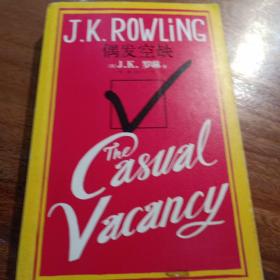 J.K. ROWLING
偶发空缺
J.K. 罗琳
The
Casual
Vacancy